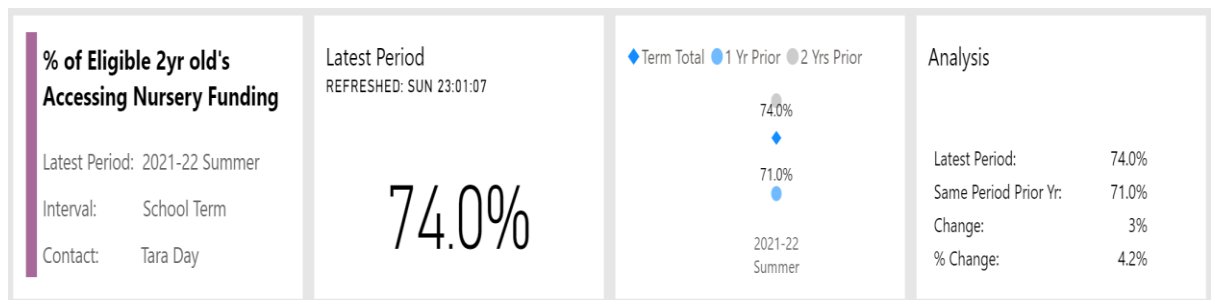 % of Eligible 2yr old's
Accessing Nursery Funding
Latest Period: 2021-22 Summer
Interval: School Term
Contact: Tara Day
Latest Period
REFRESHED: SUN 23:01:07
74.0%
Term Total 1 Yr Prior 2 Yrs Prior
74.0%
71.0%
2021-22
Summer
Analysis
Latest Period: 74.0%
Same Period Prior Yr: 71.0%
Change: 3%
% Change: 4.2%